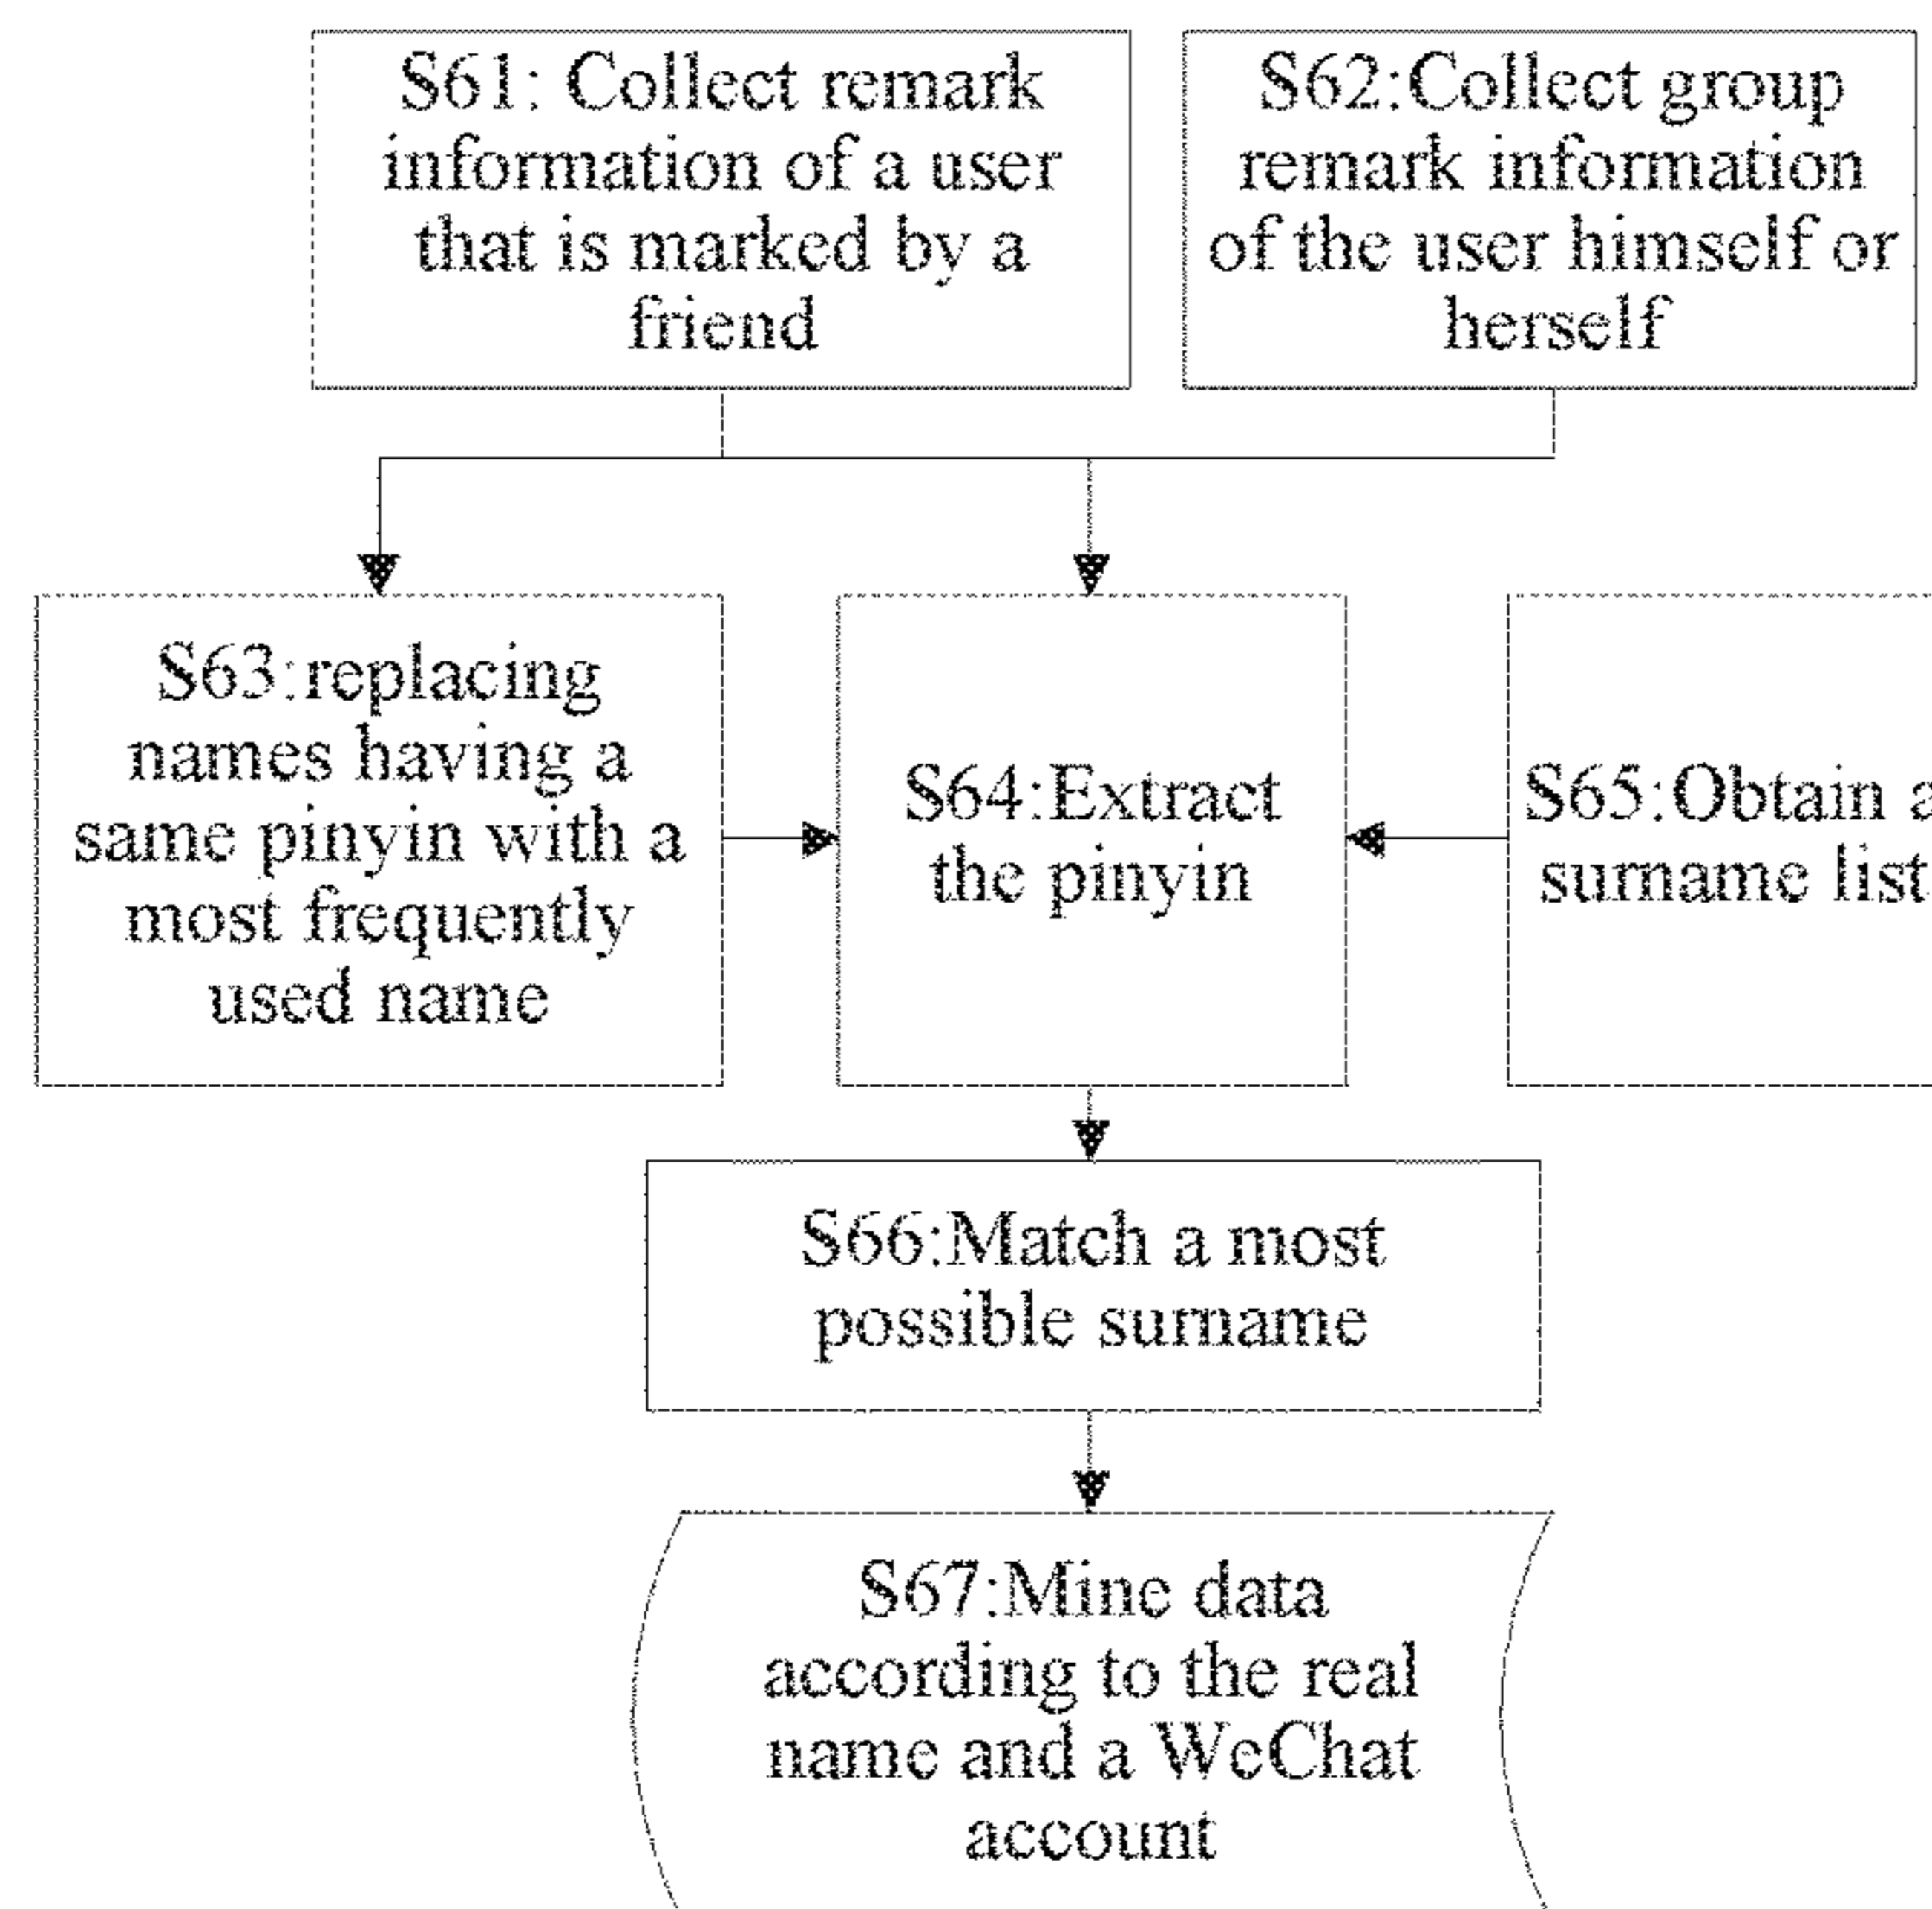 S61: Collect remark
information of a user
that is marked by a
friend
S62:Collect group
remark information
of the user himself or
herself
S63:replacing
names having a
same pinyin with a
most frequently
used name
S64:Extract
the pinyin
S65:Obtain a
surname list
S66:Match a most
possible surname
S67:Mine data
according to the real
name and a WeChat
account